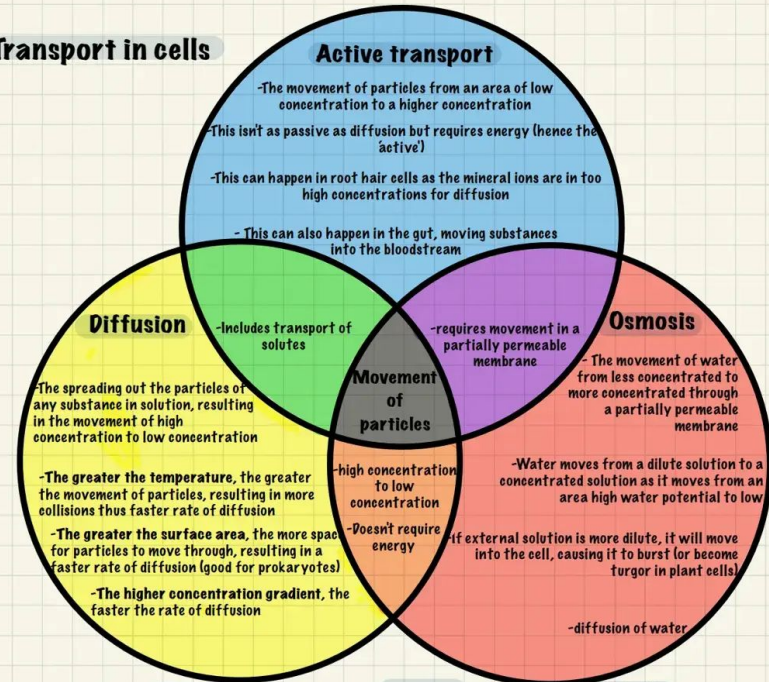 Transport in cells
Active transport
-The movement of particles from an area of low
concentration to a higher concentration
-This isn't as passive as diffusion but requires energy (hence the
'active')
-This can happen in root hair cells as the mineral ions are in too
high concentrations for diffusion
- This can also happen in the gut, moving substances
into the bloodstream
Diffusion
-The spreading out the particles of
any substance in solution, resulting
in the movement of high
concentration to low concentration
-The greater the temperature, the greater
the movement of particles, resulting in more
collisions thus faster rate of diffusion
-The greater the surface area, the more space
for particles to move through, resulting in a
faster rate of diffusion (good for prokaryotes)
-The higher concentration gradient, the
faster the rate of diffusion
-Includes transport of
solutes
Movement
of
particles
-requires movement in a
partially permeable
membrane
-high concentration
to low
concentration
-Doesn't require
energy
Osmosis
- The movement of water
from less concentrated to
more concentrated through
a partially permeable
membrane
-Water moves from a dilute solution to a
concentrated solution as it moves from an
area high water potential to low
-If external solution is more dilute, it will move
into the cell, causing it to burst (or become
turgor in plant cells)
-diffusion of water